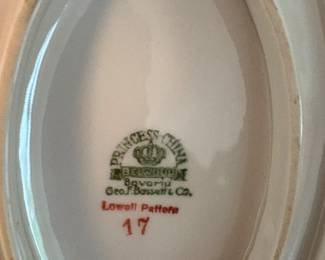 PRINCESS CHINA
Bavaria
Geo. F. Bassett & Co.
Lowell Pattern
17